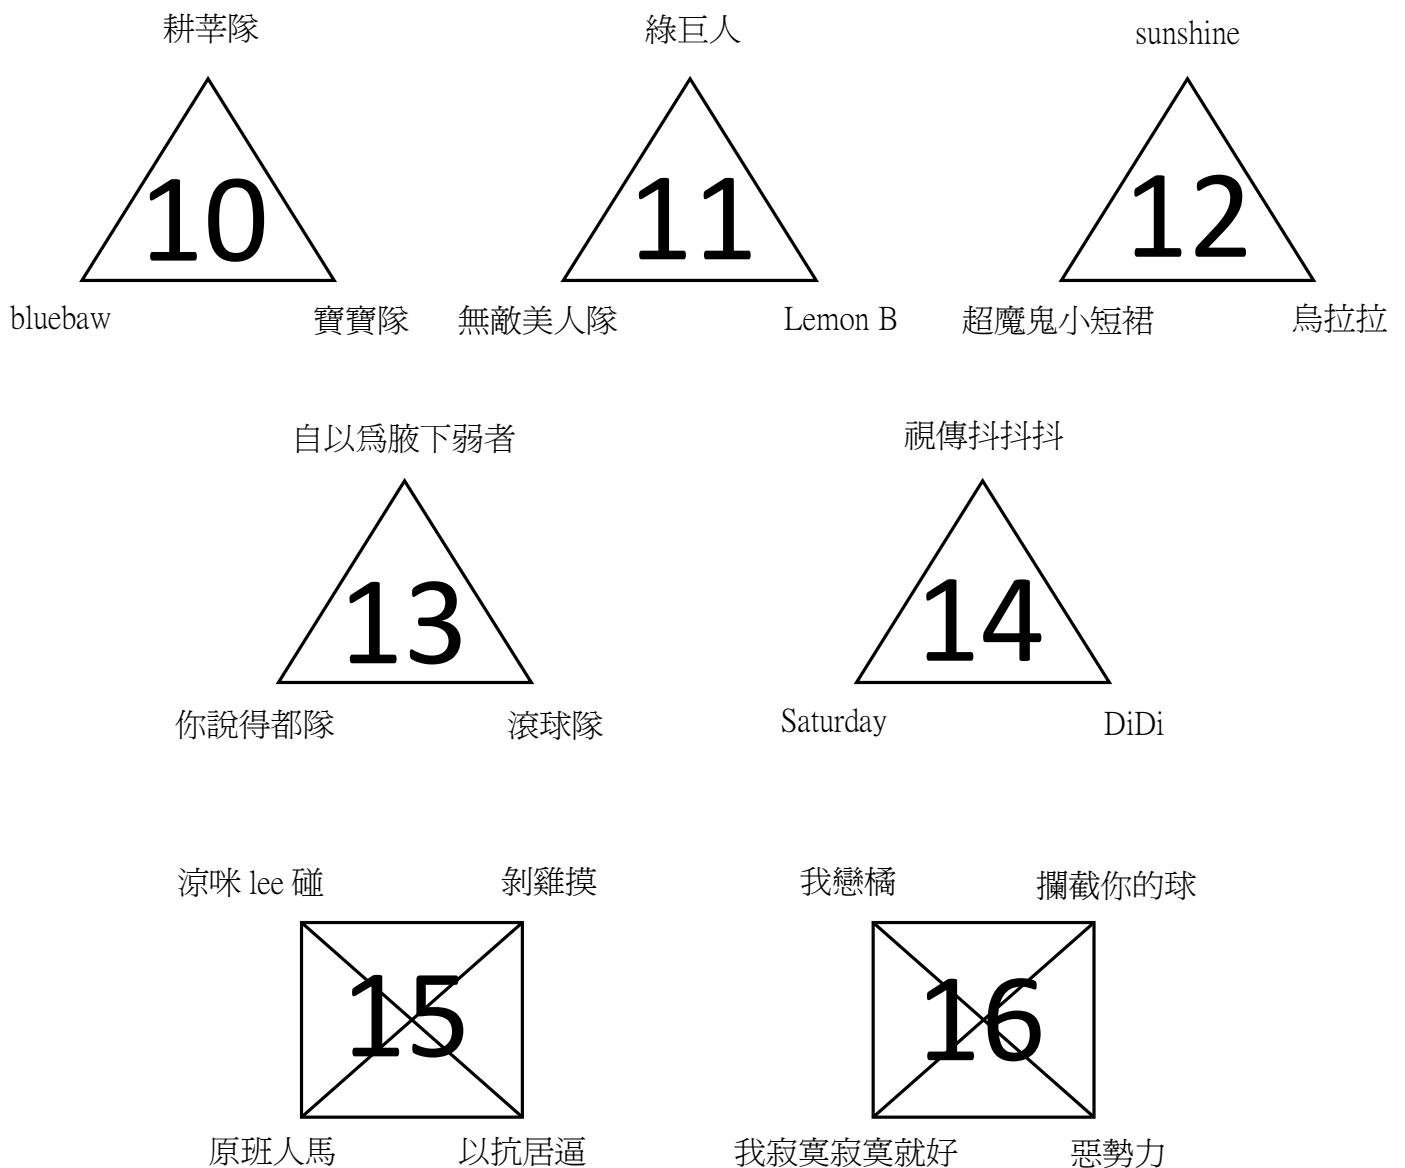 耕莘隊
綠巨人
sunshine
10
11
12
bluebaw
寶寶隊
無敵美人隊
Lemon B
超魔鬼小短裙
烏拉拉
自以為腋下弱者
視傳抖抖抖
13
14
你說得都隊
滾球隊
Saturday
DiDi
涼咪 lee 碰
剝雞摸
我戀橘
攔截你的球
15
16
原班人馬
以抗居逼
我寂寞寂寞就好
惡勢力